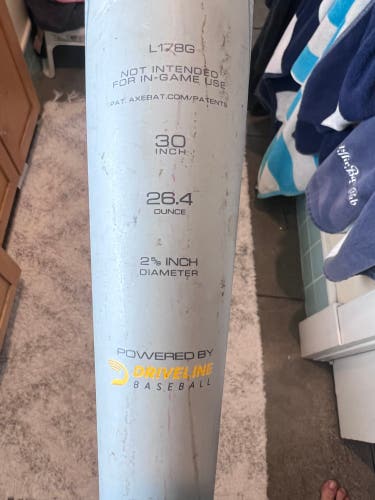 L178G
NOT INTENDED
FOR IN-GAME USE
PAT. AXEBAT.COM/PATENTS
30
INCH
26.4
OUNCE
2⅝ INCH
DIAMETER
POWERED BY
DRIVELINE
BASEBALL